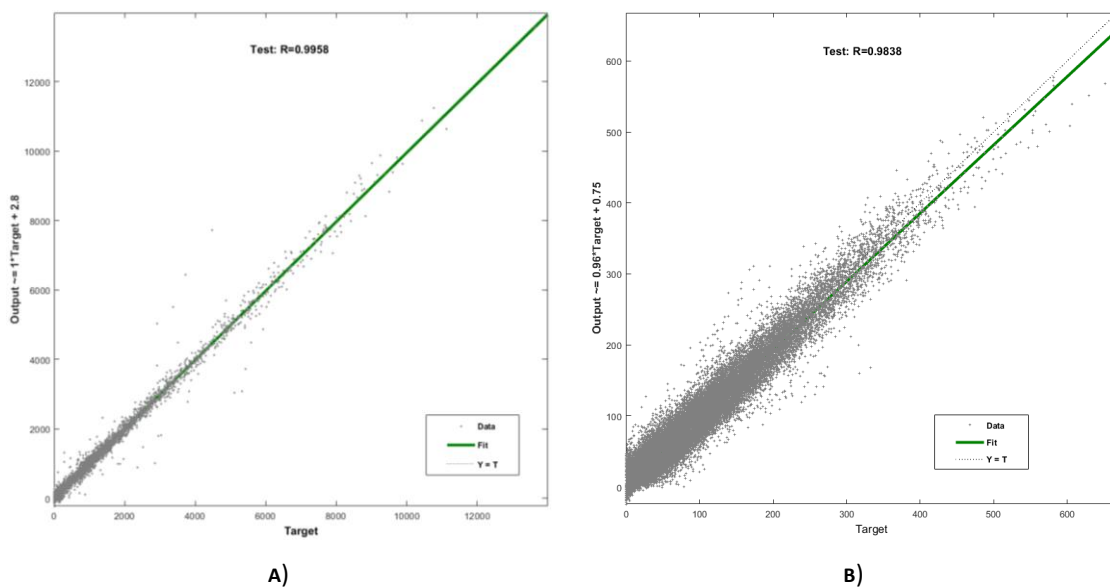 Test: R=0.9958
Output ~= 1*Target + 2.8
12000
10000
8000
6000
4000
2000
0
0 2000 4000 6000 8000 10000 12000
Target
Data
Fit
Y = T
A)
Test: R=0.9838
Output ~= 0.96*Target + 0.75
600
500
400
300
200
100
0
0 100 200 300 400 500 600
Target
Data
Fit
Y = T
B)